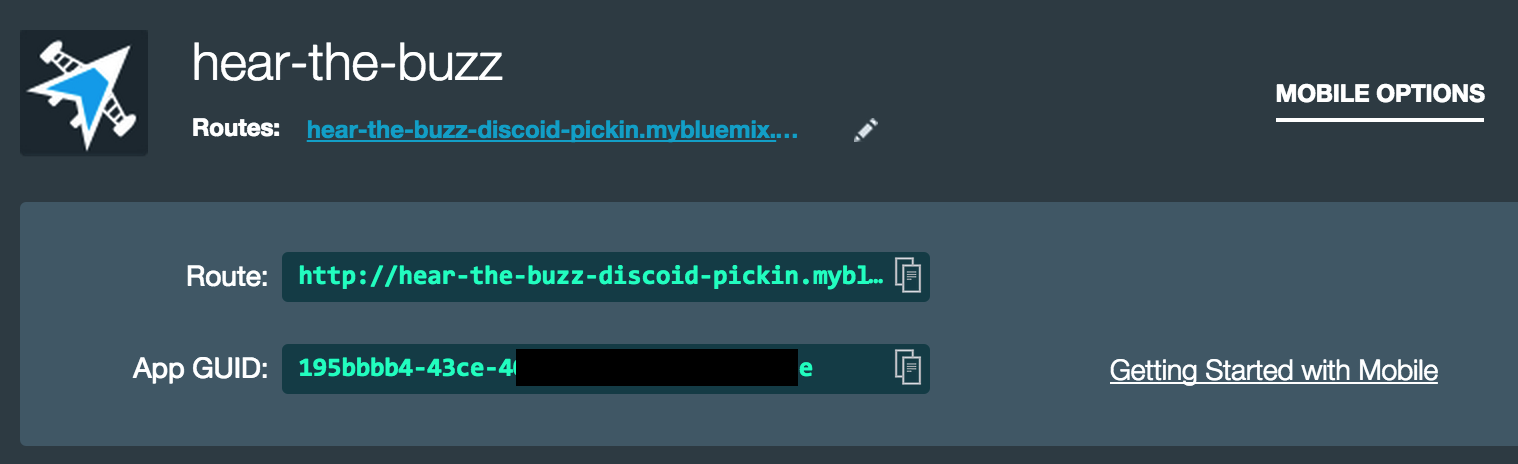 hear-the-buzz
MOBILE OPTIONS
Routes: hear-the-buzz-discoid-pickin.mybluemix....
Route: http://hear-the-buzz-discoid-pickin.mybl…
App GUID: 195bbbb4-43ce-4 e
Getting Started with Mobile